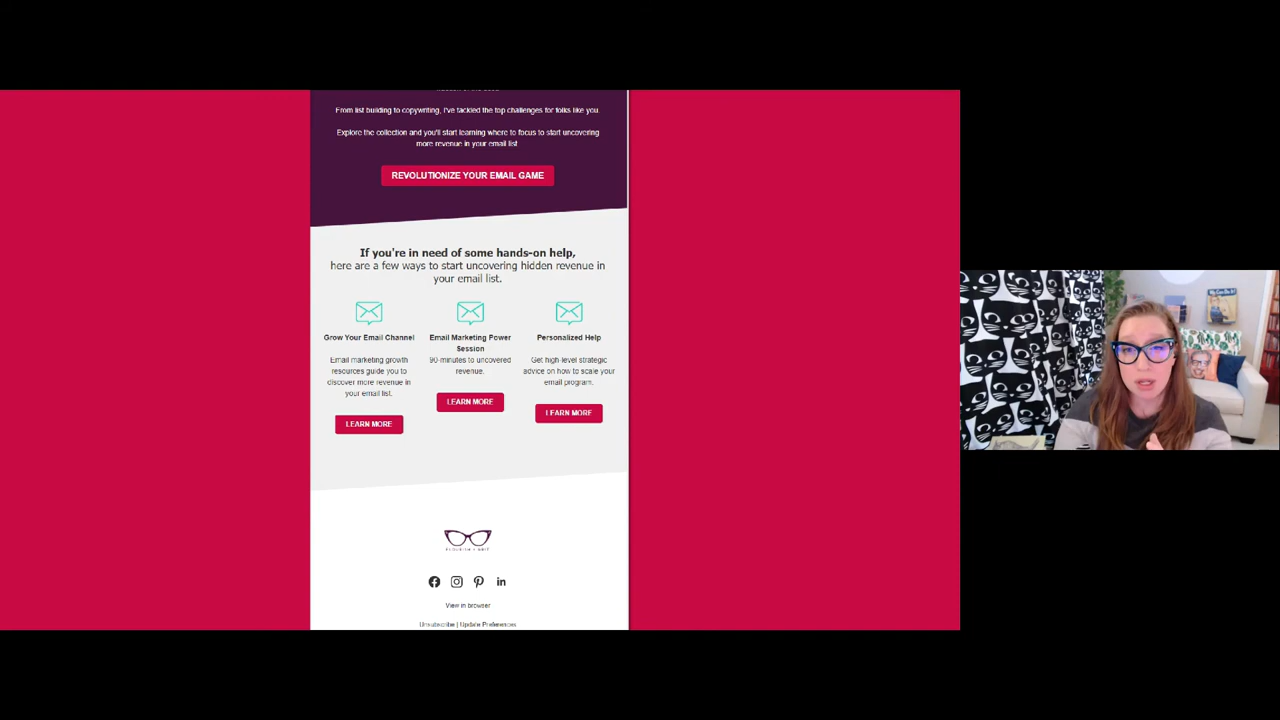 From list building to copywriting, I've tackled the top challenges for folks like you.
Explore the collection and you'll start learning where to focus to start uncovering
more revenue in your email list
REVOLUTIONIZE YOUR EMAIL GAME
If you're in need of some hands-on help,
here are a few ways to start uncovering hidden revenue in
your email list.
Grow Your Email Channel
Email marketing growth
resources guide you to
discover more revenue in
your email list.
LEARN MORE
Email Marketing Power
Session
90-minutes to uncovered
revenue.
LEARN MORE
Personalized Help
Get high-level strategic
advice on how to scale your
email program.
LEARN MORE
View in browser
Unsubscribe | Update Preferences